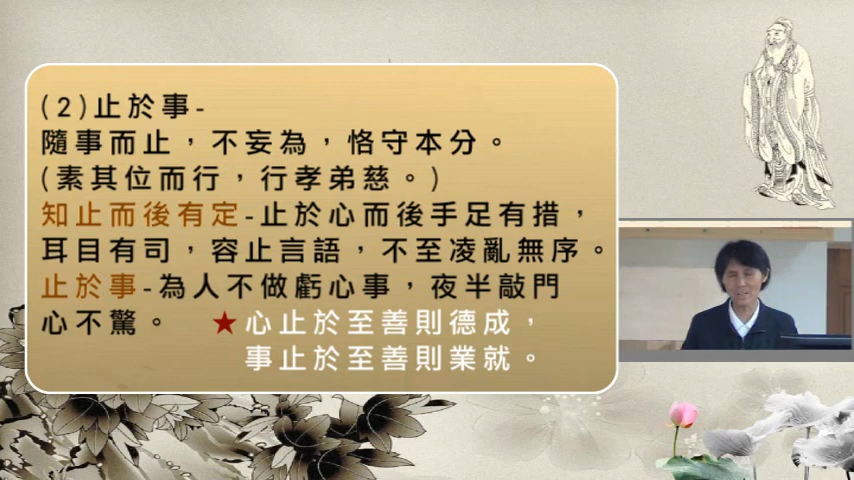 (2)止於事-
隨事而止，不妄為，恪守本分。
(素其位而行，行孝弟慈。)
知止而後有定-止於心而後手足有措，
耳目有司，容止言語，不至凌亂無序。
止於事-為人不做虧心事，夜半敲門
心不驚。 ★心止於至善則德成，
事止於至善則業就。